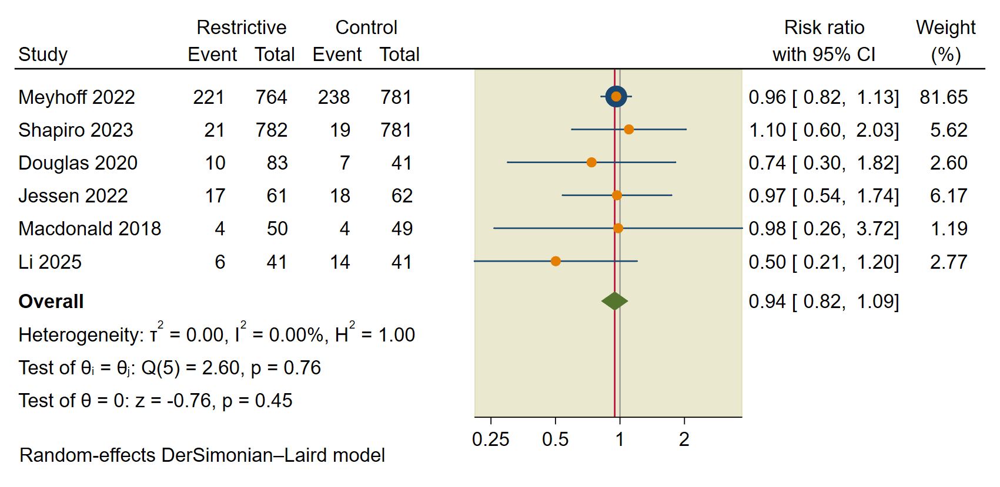 Restrictive Control Risk ratio Weight
Study Event Total Event Total with 95% CI (%)
Meyhoff 2022 221 764 238 781 0.96 [ 0.82, 1.13] 81.65
Shapiro 2023 21 782 19 781 1.10 [ 0.60, 2.03] 5.62
Douglas 2020 10 83 7 41 0.74 [ 0.30, 1.82] 2.60
Jessen 2022 17 61 18 62 0.97 [ 0.54, 1.74] 6.17
Macdonald 2018 4 50 4 49 0.98 [ 0.26, 3.72] 1.19
Li 2025 6 41 14 41 0.50 [ 0.21, 1.20] 2.77
Overall 0.94 [ 0.82, 1.09]
Heterogeneity: τ² = 0.00, I² = 0.00%, H² = 1.00
Test of θᵢ = θⱼ: Q(5) = 2.60, p = 0.76
Test of θ = 0: z = -0.76, p = 0.45
0.25 0.5 1 2
Random-effects DerSimonian–Laird model